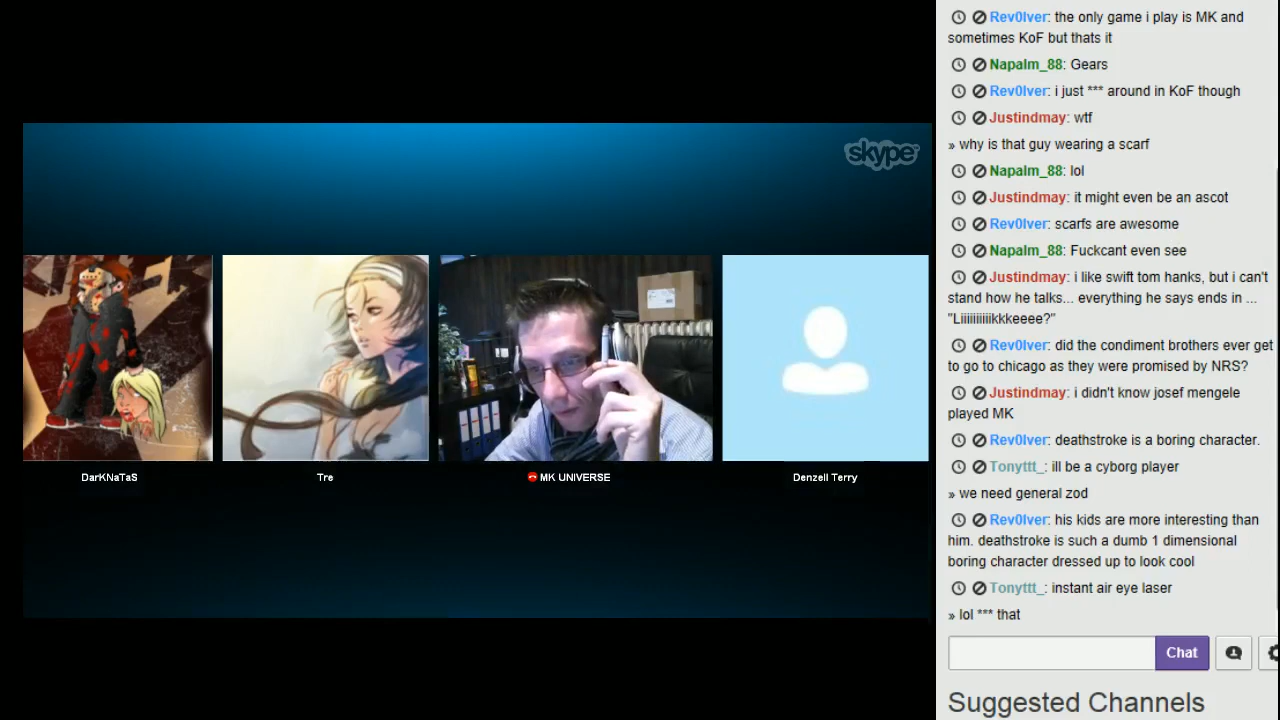 skype
DarKNaTaS
Tre
MK UNIVERSE
Denzell Terry
Rev0lver: the only game i play is MK and
sometimes KoF but thats it
Napalm_88: Gears
Rev0lver: i just *** around in KoF though
Justindmay: wtf
» why is that guy wearing a scarf
Napalm_88: lol
Justindmay: it might even be an ascot
Rev0lver: scarfs are awesome
Napalm_88: Fuckcant even see
Justindmay: i like swift tom hanks, but i can't
stand how he talks... everything he says ends in ...
"Liiiiiiiiikkkeeee?"
Rev0lver: did the condiment brothers ever get
to go to chicago as they were promised by NRS?
Justindmay: i didn't know josef mengele
played MK
Rev0lver: deathstroke is a boring character.
Tonyttt_: ill be a cyborg player
» we need general zod
Rev0lver: his kids are more interesting than
him. deathstroke is such a dumb 1 dimensional
boring character dressed up to look cool
Tonyttt_: instant air eye laser
» lol *** that
Chat
Suggested Channels